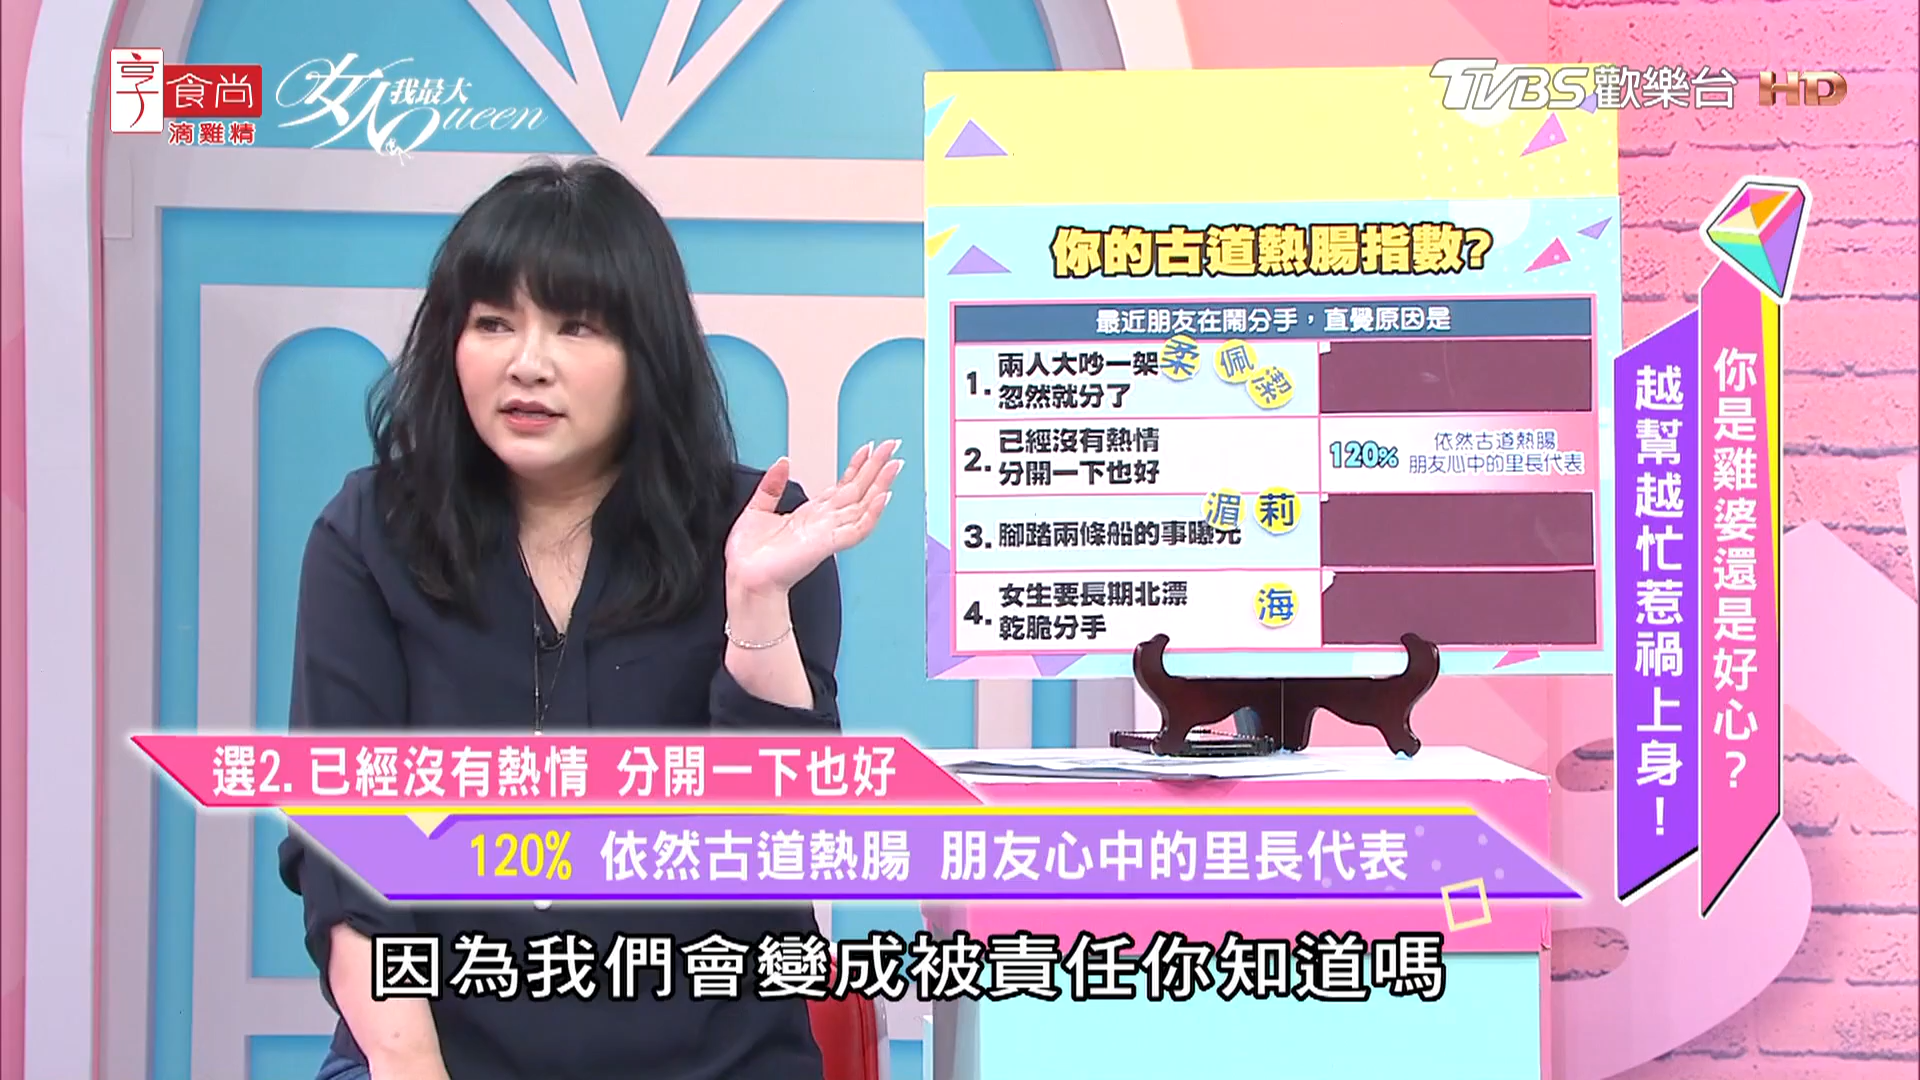 亨
食尚
滴雞精
女人我最大
Queen
TVBS歡樂台 HD
你的古道熱腸指數?
最近朋友在鬧分手，直覺原因是
1. 兩人大吵一架
忽然就分了
柔 佩 潔
2. 已經沒有熱情
分開一下也好
120% 依然古道熱腸
朋友心中的里長代表
3. 腳踏兩條船的事曝光
湄 莉
4. 女生要長期北漂
乾脆分手
海
你是雞婆還是好心?
越幫越忙惹禍上身!
選2. 已經沒有熱情 分開一下也好
120% 依然古道熱腸 朋友心中的里長代表
因為我們會變成被責任你知道嗎